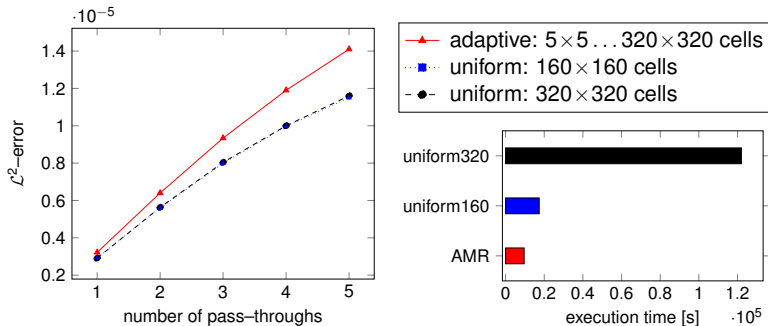 ·10⁻⁵
1.4
1.2
1
0.8
0.6
0.4
0.2
ℒ²–error
1 2 3 4 5
number of pass–throughs
adaptive: 5×5 ... 320×320 cells
uniform: 160×160 cells
uniform: 320×320 cells
uniform320
uniform160
AMR
0 0.2 0.4 0.6 0.8 1
·10⁵
execution time [s]